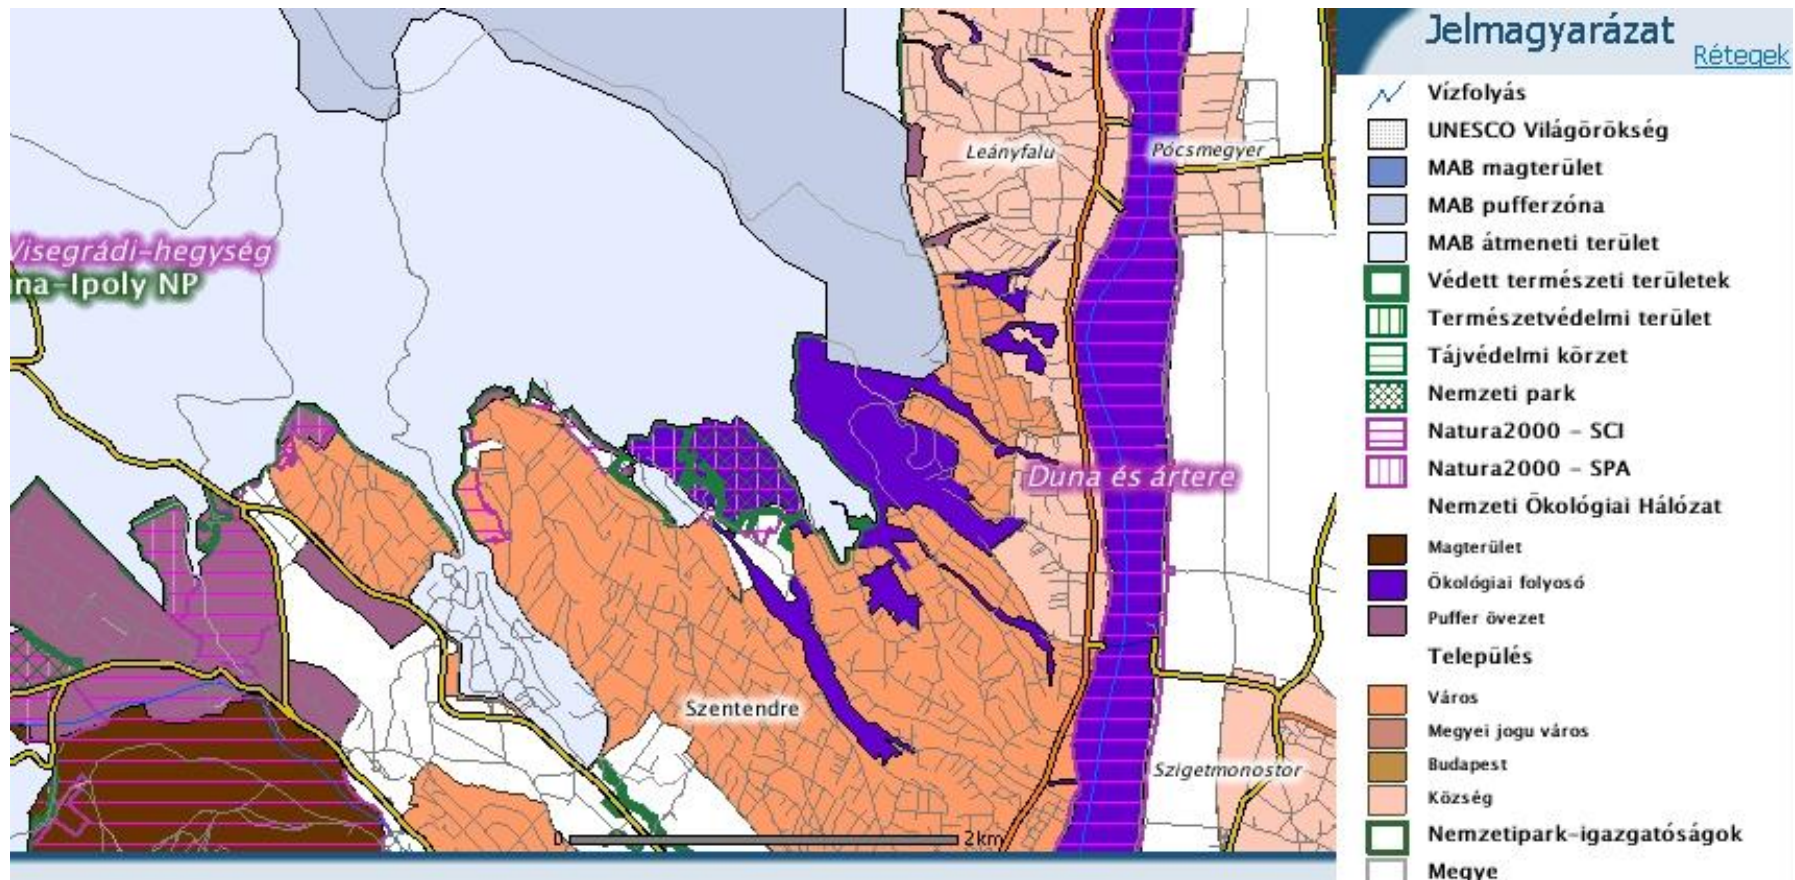 Leányfalu
Pócsmegyer
Visegrádi-hegység
na-Ipoly NP
Duna és ártere
Szentendre
Szigetmonostor
0
2km
Jelmagyarázat
Rétegek
Vízfolyás
UNESCO Világörökség
MAB magterület
MAB pufferzóna
MAB átmeneti terület
Védett természeti területek
Természetvédelmi terület
Tájvédelmi körzet
Nemzeti park
Natura2000 - SCI
Natura2000 - SPA
Nemzeti Ökológiai Hálózat
Magterület
Ökológiai folyosó
Puffer övezet
Település
Város
Megyei jogu város
Budapest
Község
Nemzetipark-igazgatóságok
Megye